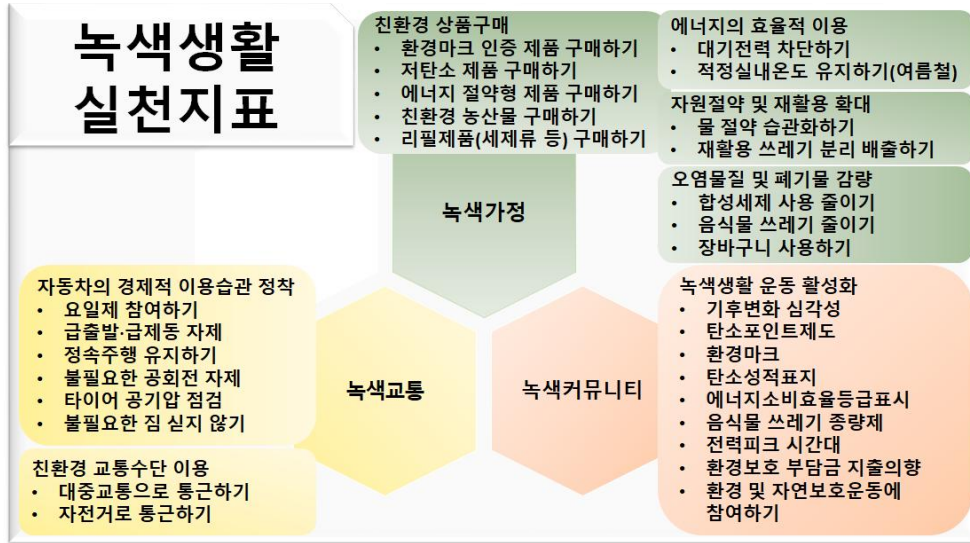 녹색생활
실천지표
친환경 상품구매
• 환경마크 인증 제품 구매하기
• 저탄소 제품 구매하기
• 에너지 절약형 제품 구매하기
• 친환경 농산물 구매하기
• 리필제품(세제류 등) 구매하기
에너지의 효율적 이용
• 대기전력 차단하기
• 적정실내온도 유지하기(여름철)
자원절약 및 재활용 확대
• 물 절약 습관화하기
• 재활용 쓰레기 분리 배출하기
오염물질 및 폐기물 감량
• 합성세제 사용 줄이기
• 음식물 쓰레기 줄이기
• 장바구니 사용하기
녹색가정
자동차의 경제적 이용습관 정착
• 요일제 참여하기
• 급출발·급제동 자제
• 정속주행 유지하기
• 불필요한 공회전 자제
• 타이어 공기압 점검
• 불필요한 짐 싣지 않기
친환경 교통수단 이용
• 대중교통으로 통근하기
• 자전거로 통근하기
녹색교통
녹색커뮤니티
녹색생활 운동 활성화
• 기후변화 심각성
• 탄소포인트제도
• 환경마크
• 탄소성적표지
• 에너지소비효율등급표시
• 음식물 쓰레기 종량제
• 전력피크 시간대
• 환경보호 부담금 지출의향
• 환경 및 자연보호운동에
참여하기